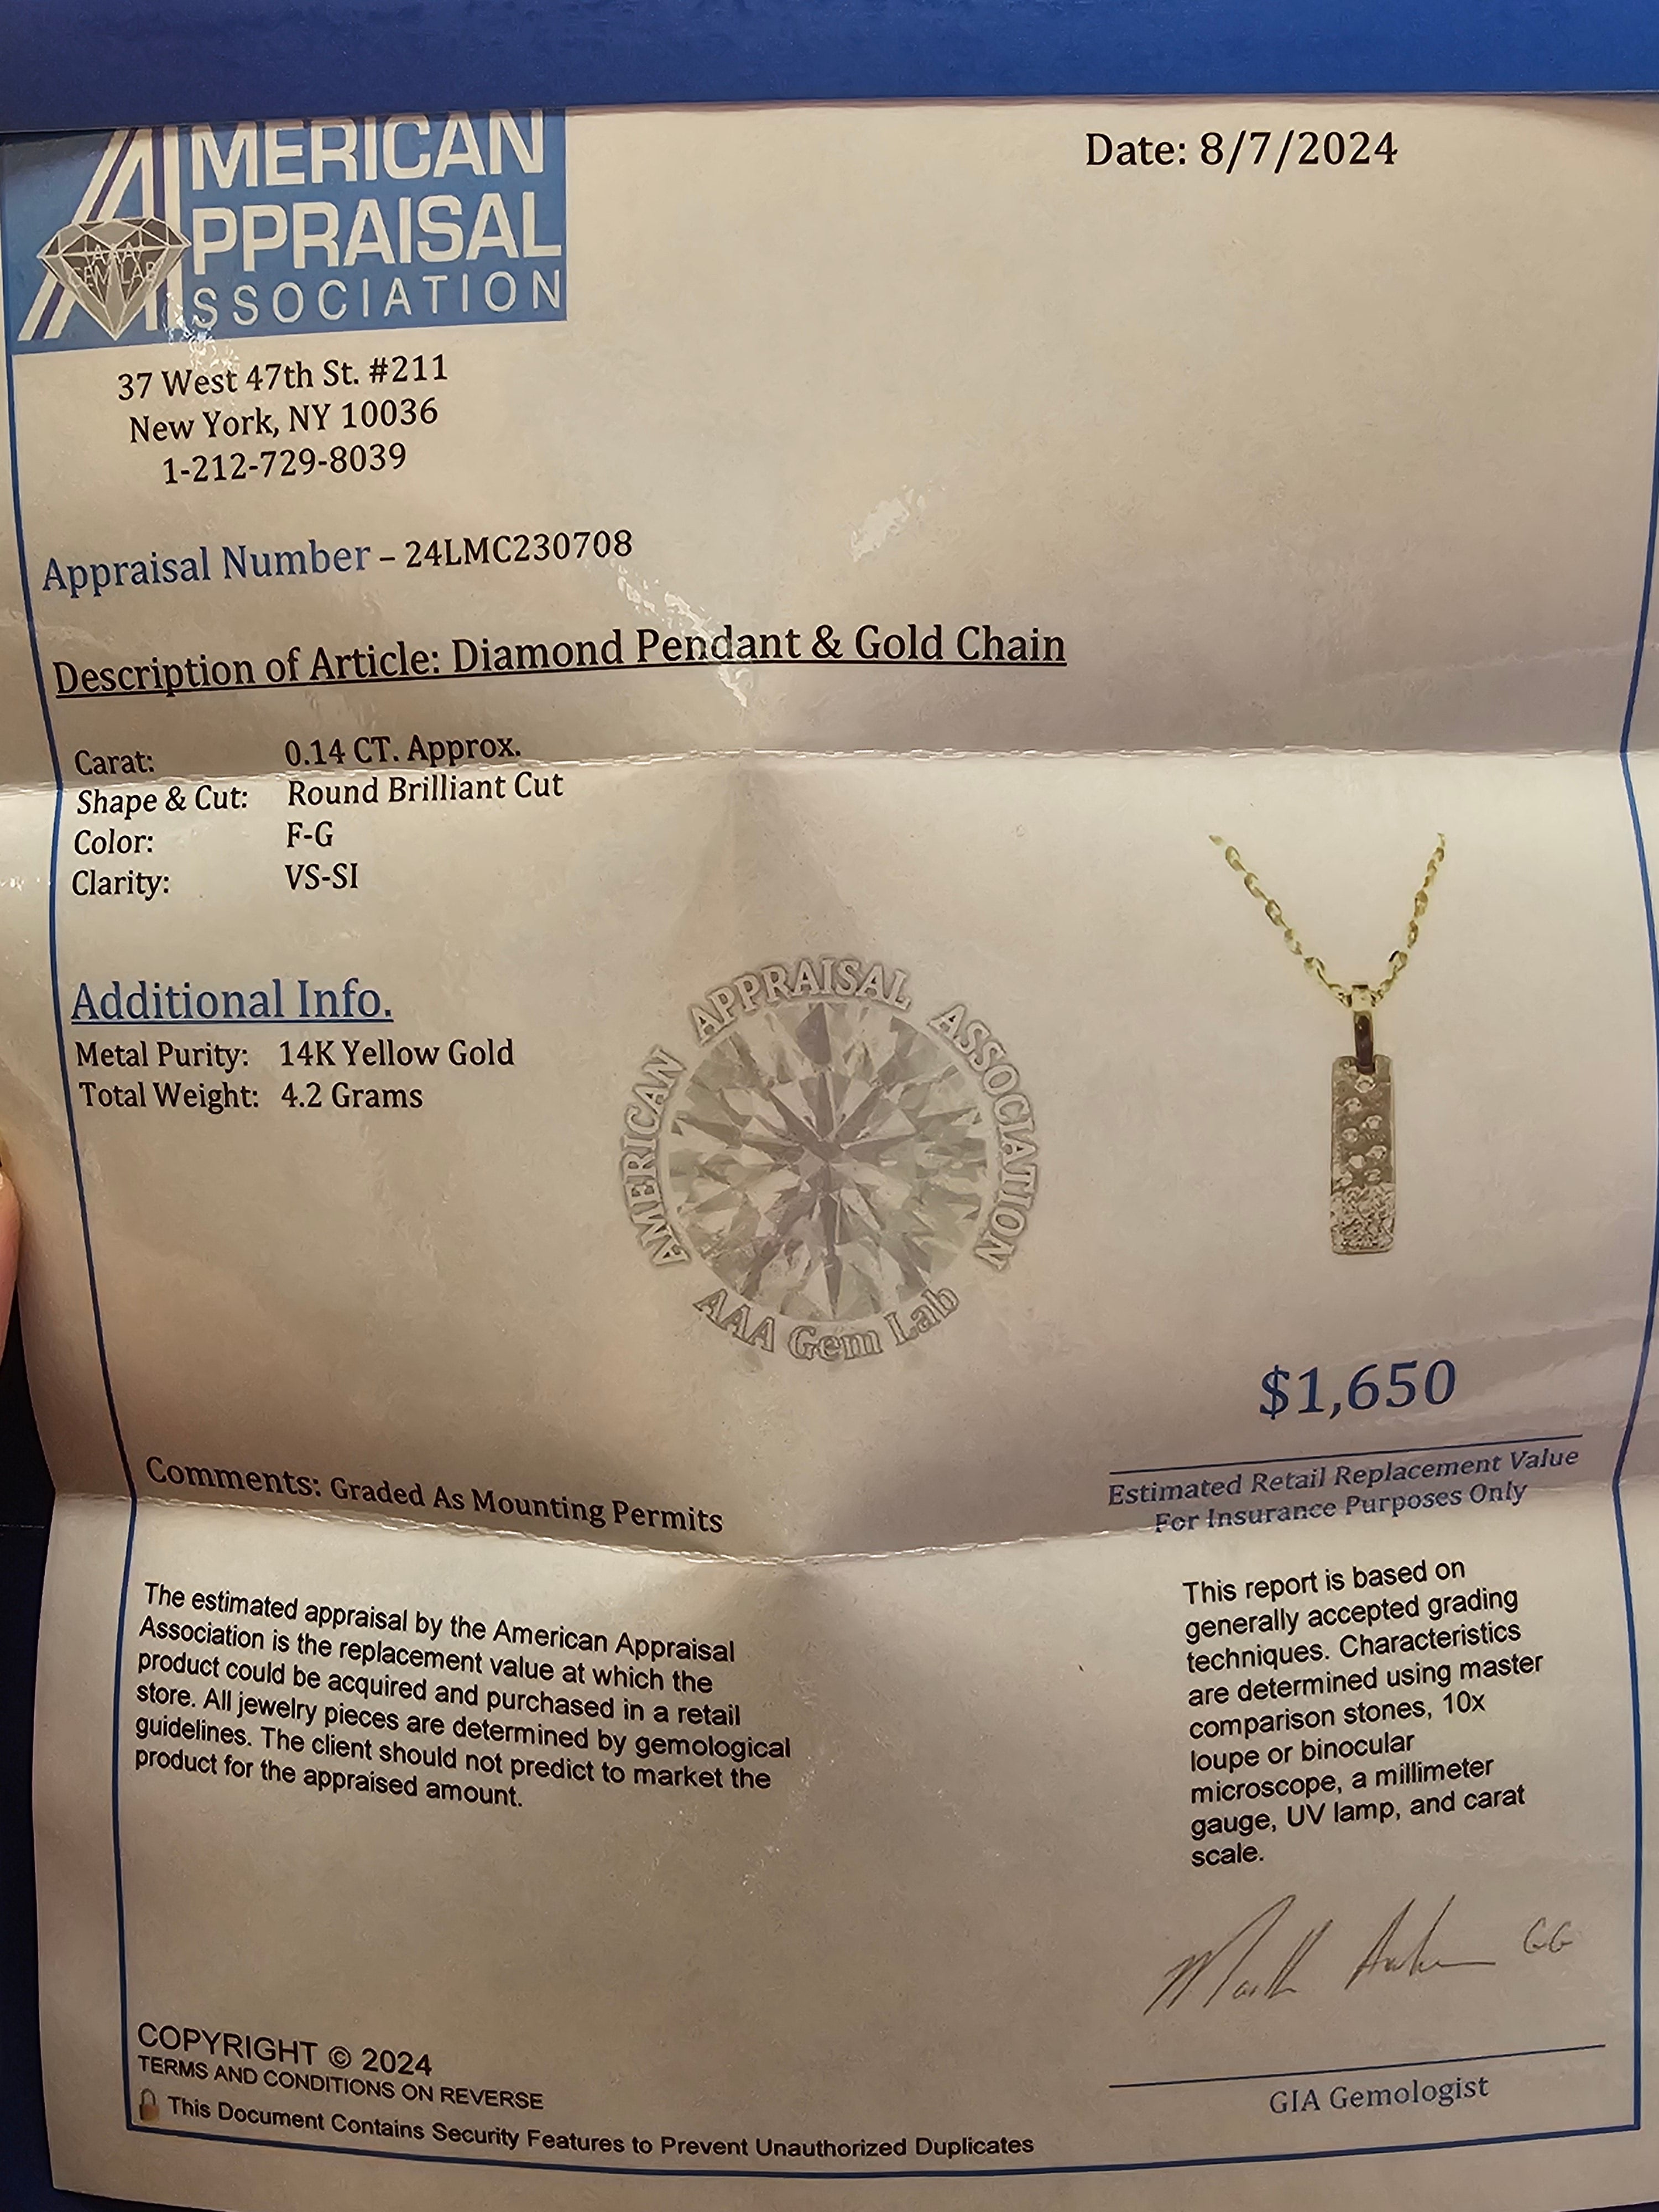 AMERICAN
APPRAISAL
ASSOCIATION
AAA
GEM LAB
Date: 8/7/2024
37 West 47th St. #211
New York, NY 10036
1-212-729-8039
Appraisal Number – 24LMC230708
Description of Article: Diamond Pendant & Gold Chain
Carat: 0.14 CT. Approx.
Shape & Cut: Round Brilliant Cut
Color: F-G
Clarity: VS-SI
Additional Info.
Metal Purity: 14K Yellow Gold
Total Weight: 4.2 Grams
AMERICAN APPRAISAL ASSOCIATION
AAA Gem Lab
$1,650
Estimated Retail Replacement Value
For Insurance Purposes Only
Comments: Graded As Mounting Permits
The estimated appraisal by the American Appraisal
Association is the replacement value at which the
product could be acquired and purchased in a retail
store. All jewelry pieces are determined by gemological
guidelines. The client should not predict to market the
product for the appraised amount.
This report is based on
generally accepted grading
techniques. Characteristics
are determined using master
comparison stones, 10x
loupe or binocular
microscope, a millimeter
gauge, UV lamp, and carat
scale.
GG
GIA Gemologist
COPYRIGHT © 2024
TERMS AND CONDITIONS ON REVERSE
This Document Contains Security Features to Prevent Unauthorized Duplicates